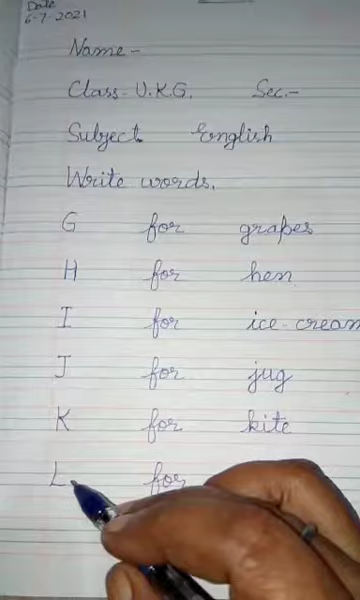 Date
6-7-2021
Name-
Class- U.K.G. Sec.-
Subject English
Write words.
G for grapes
H for hen
I for ice-cream
J for jug
K for kite
L for